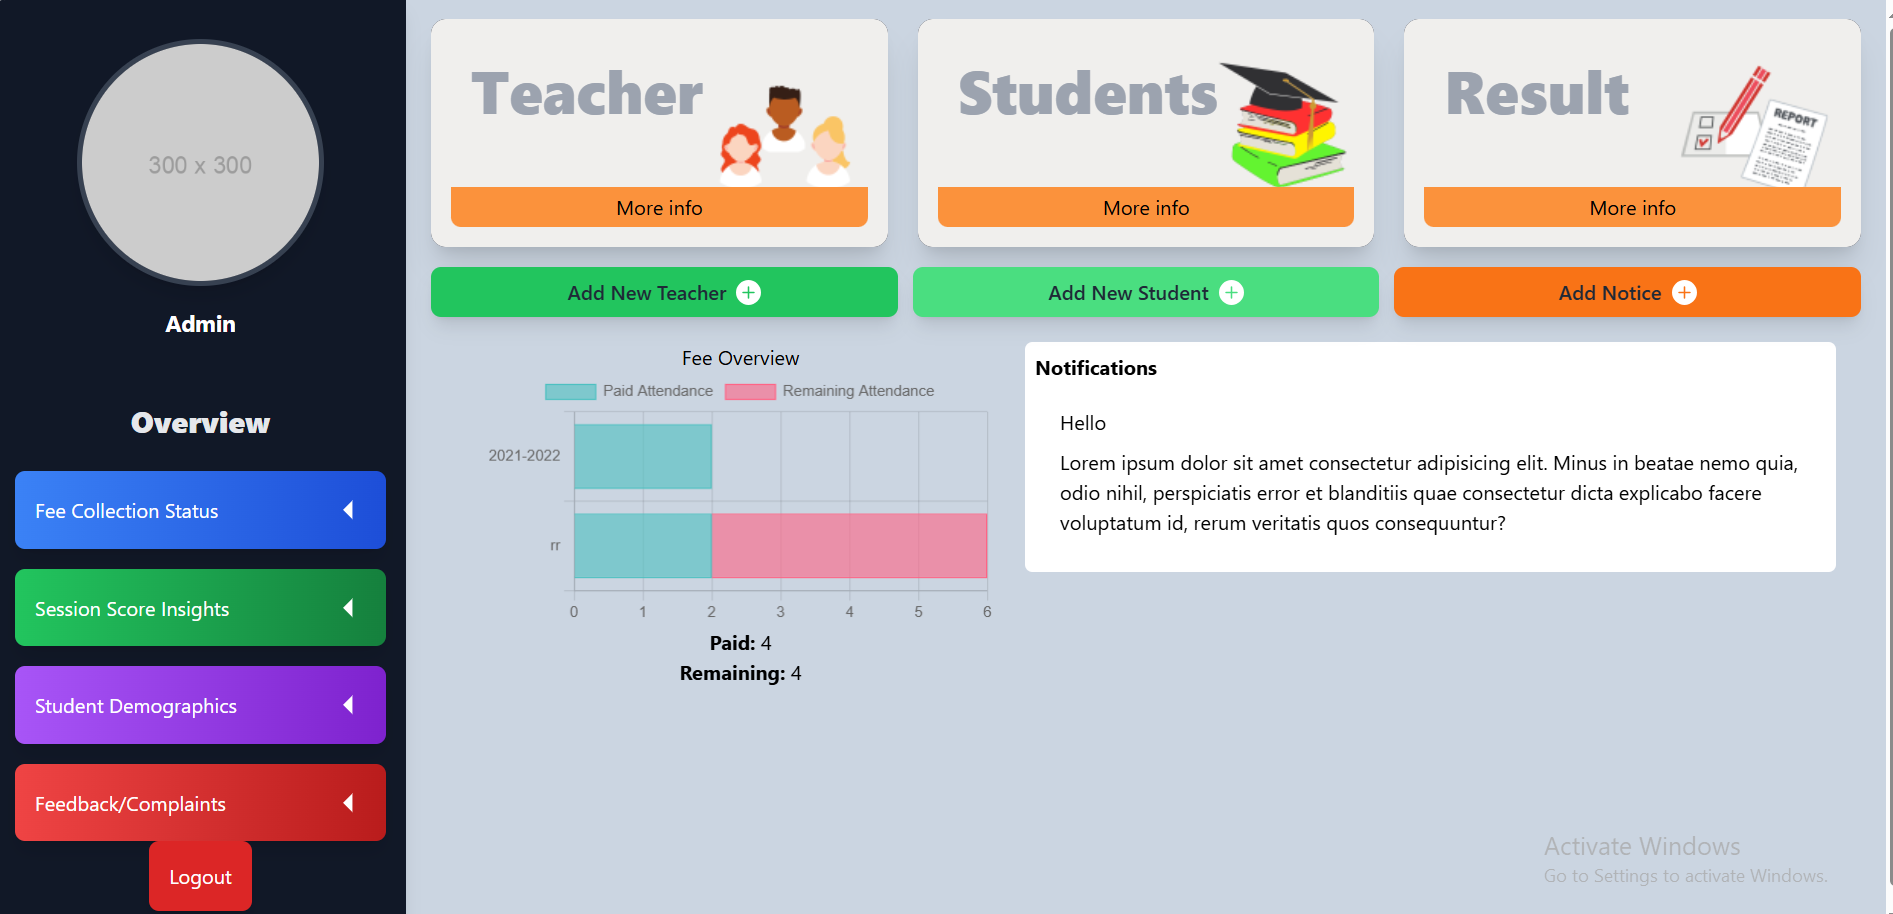 300 x 300
Admin
Overview
Fee Collection Status
Session Score Insights
Student Demographics
Feedback/Complaints
Logout
Teacher
More info
Students
More info
Result
REPORT
More info
Add New Teacher
Add New Student
Add Notice
Fee Overview
Paid Attendance
Remaining Attendance
2021-2022
rr
0 1 2 3 4 5 6
Paid: 4
Remaining: 4
Notifications
Hello
Lorem ipsum dolor sit amet consectetur adipisicing elit. Minus in beatae nemo quia,
odio nihil, perspiciatis error et blanditiis quae consectetur dicta explicabo facere
voluptatum id, rerum veritatis quos consequuntur?
Activate Windows
Go to Settings to activate Windows.